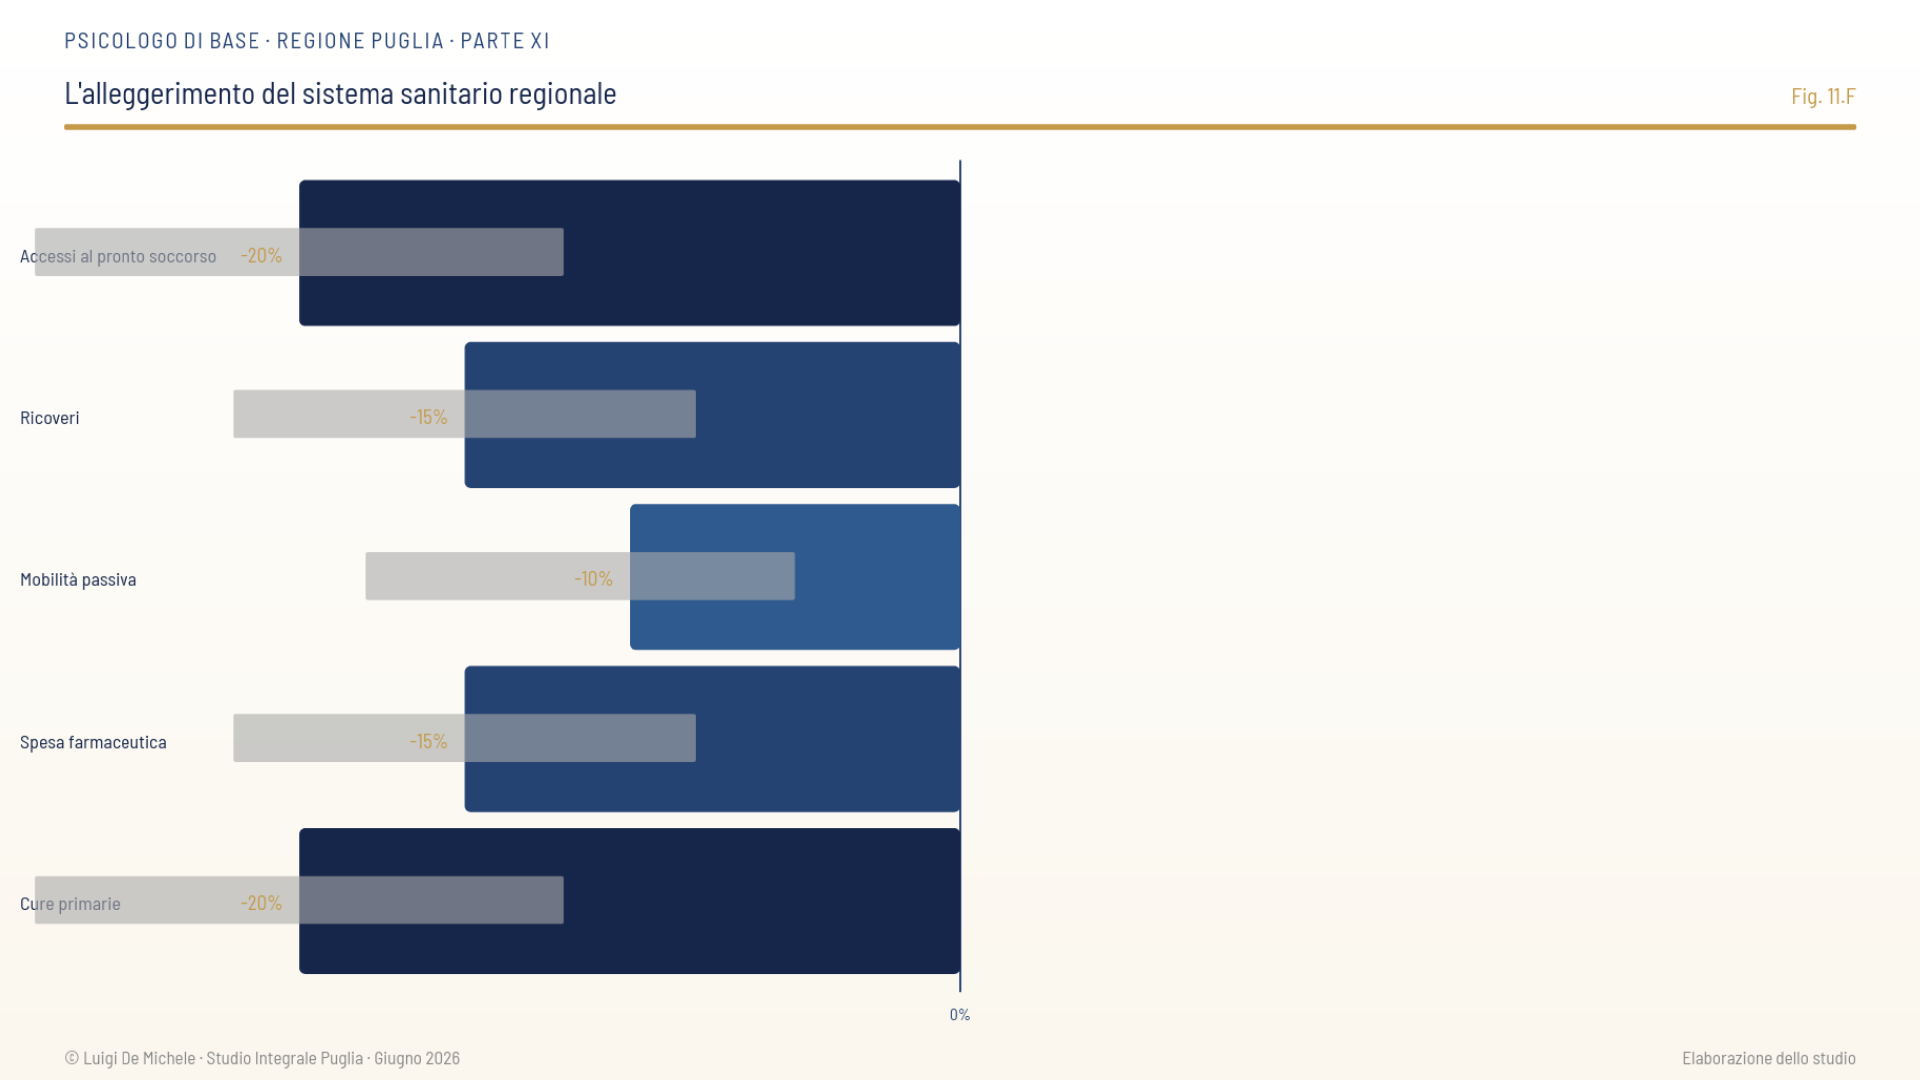 PSICOLOGO DI BASE · REGIONE PUGLIA · PARTE XI
L'alleggerimento del sistema sanitario regionale
Fig. 11.F
Accessi al pronto soccorso -20%
Ricoveri -15%
Mobilità passiva -10%
Spesa farmaceutica -15%
Cure primarie -20%
0%
© Luigi De Michele · Studio Integrale Puglia · Giugno 2026
Elaborazione dello studio